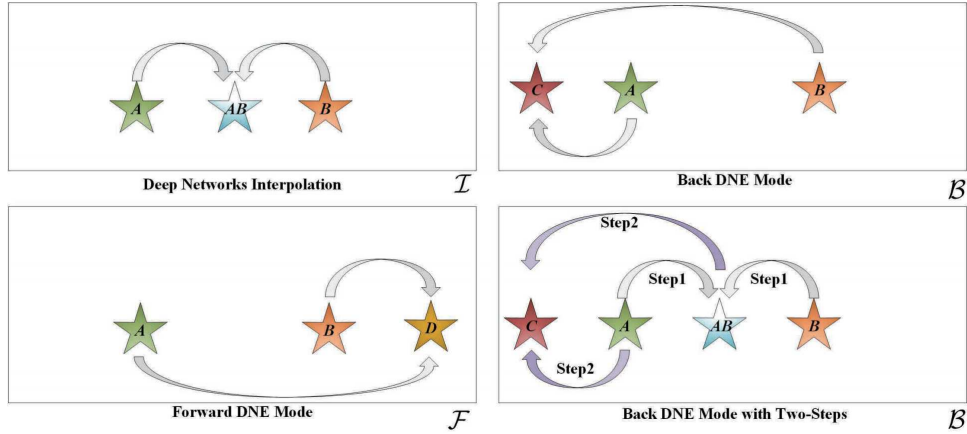 A
AB
B
Deep Networks Interpolation
I
C
A
B
Back DNE Mode
B
A
B
D
Forward DNE Mode
F
Step2
Step1
Step1
C
A
AB
B
Step2
Back DNE Mode with Two-Steps
B